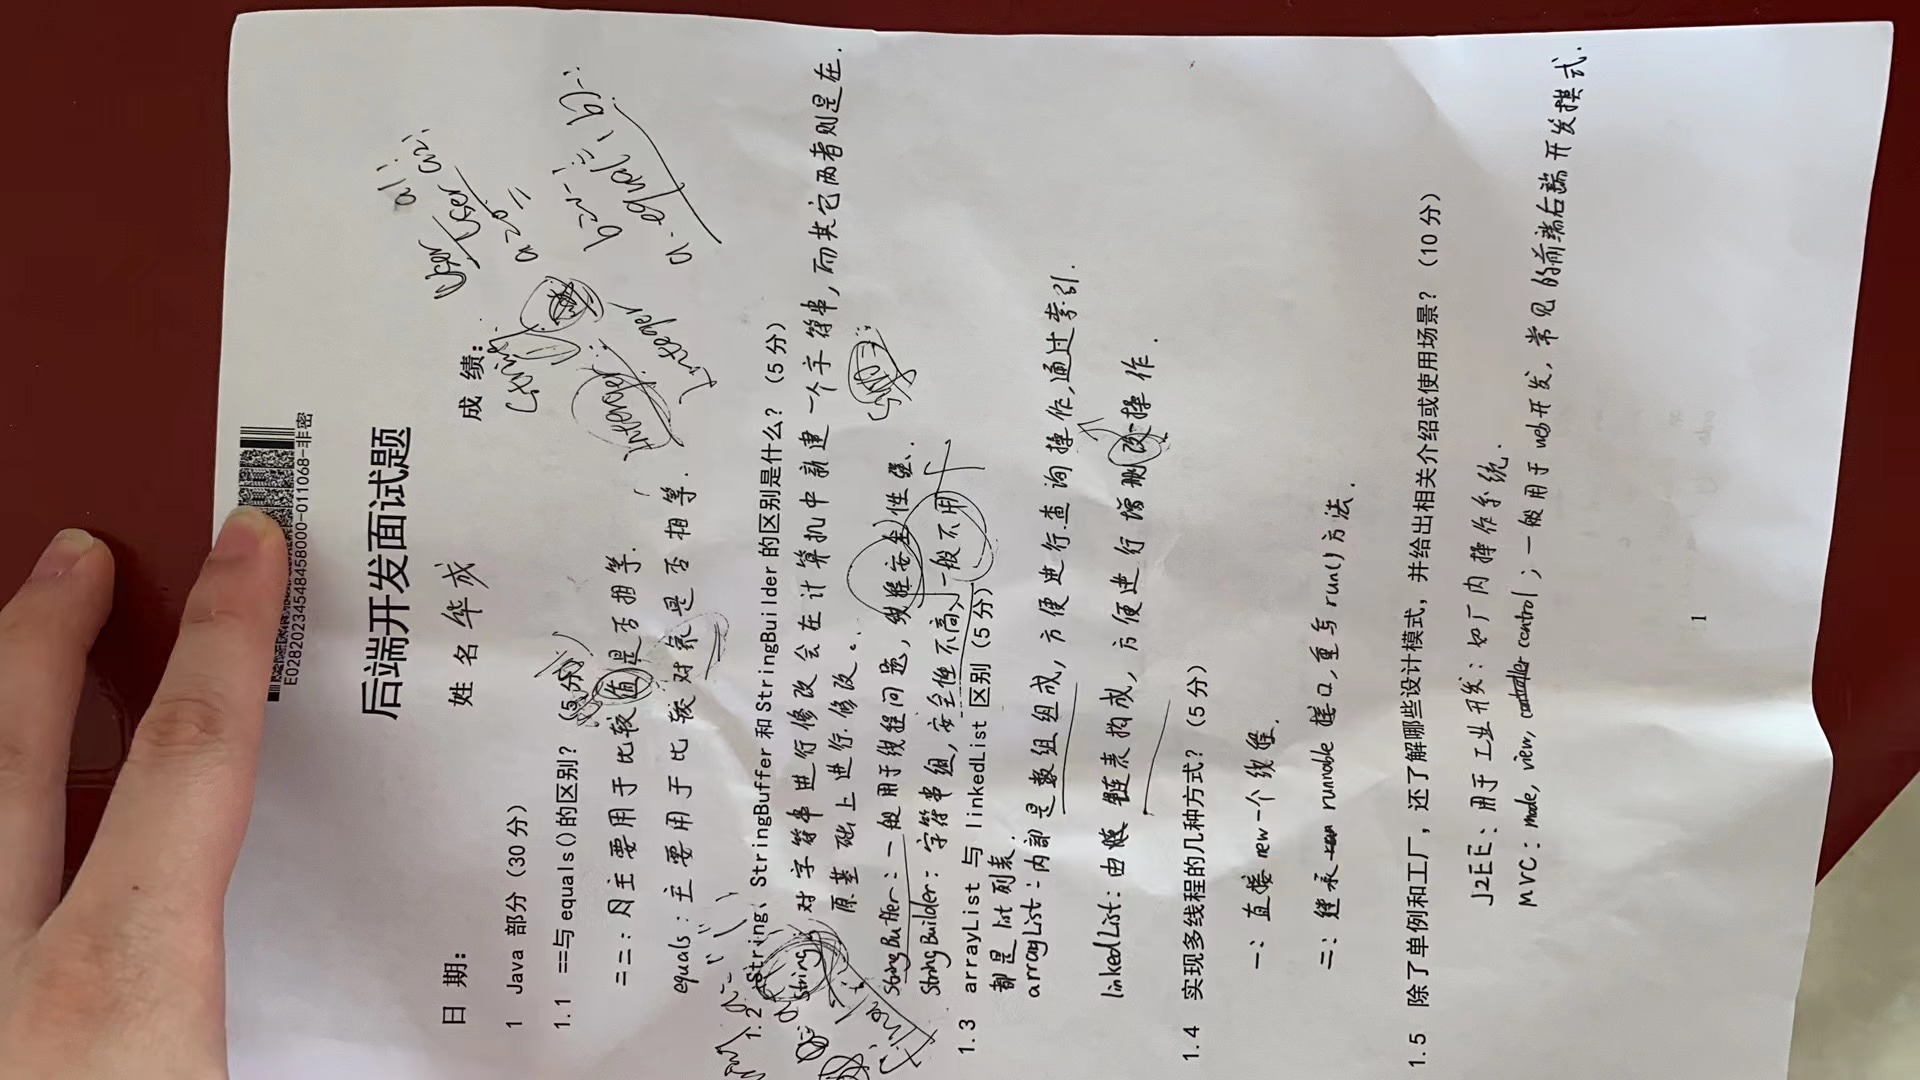 E02820234548458000-011068-非密
后端开发面试题
日 期： 姓 名 华成 成 绩：
1 Java 部分（30 分）
1.1 ==与 equals()的区别？（5 分）
==：月主要用于比较值是否相等.
equals：主要用于比较对象是否相等.
String
Integer
Integer
User
User
a.equal(b)
1.2 String、StringBuffer 和 StringBuilder 的区别是什么？（5 分）
String：对字符串进行修改会在计算机中新建一个字符串，而其它两者则是在.
原基础上进行修改。
StringBuffer：一般用于线程问题，线程安全性强、
StringBuilder：字符串组，安全性不高，一般不用
final
1.3 arrayList 与 linkedList 区别（5 分）
都是 list 列表
arrayList：内部是数组组成，方便进行查询操作，通过索引.
linkedList：由链表构成，方便进行增删改操作.
1.4 实现多线程的几种方式？（5 分）
一：直接 new 一个线程.
二：继承 runnable 接口，重写 run() 方法.
1.5 除了单例和工厂，还了解哪些设计模式，并给出相关介绍或使用场景？（10 分）
J2EE：用于工业开发：如厂内操作系统.
MVC：mode, view, control；一般用于 web 开发，常见的前端后端开发模式.
1